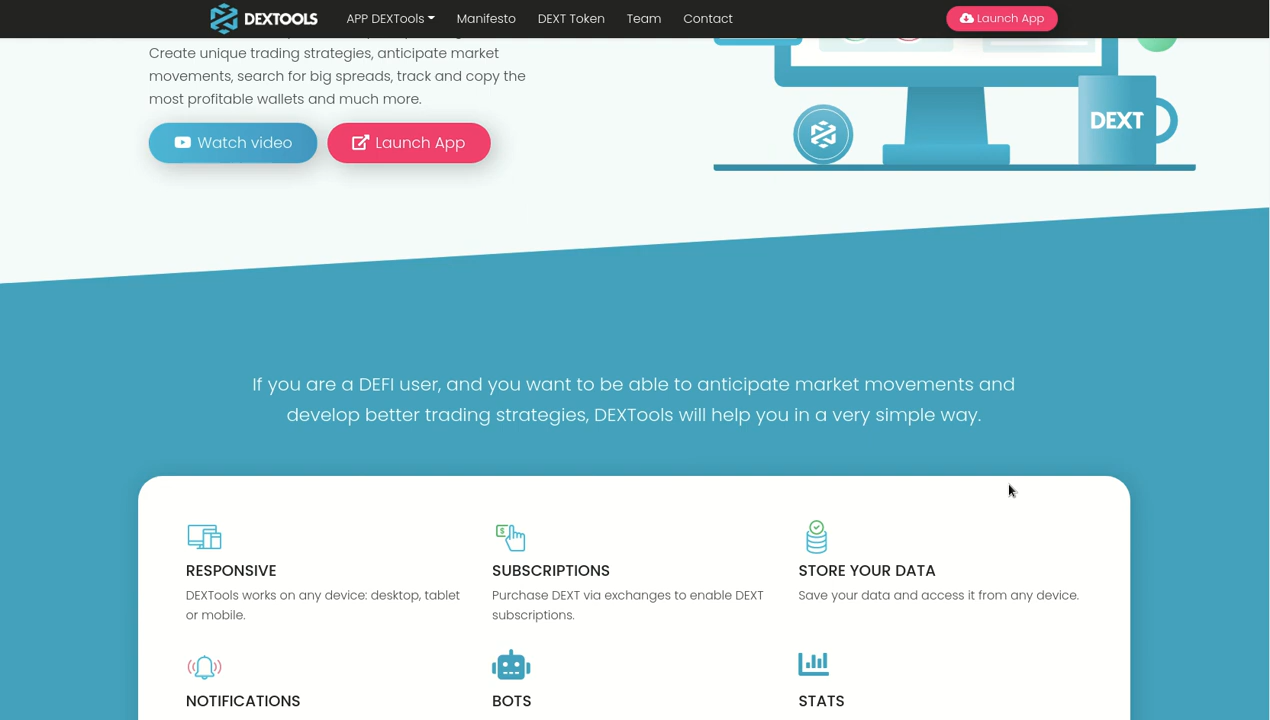 DEXTOOLS
APP DEXTools
Manifesto
DEXT Token
Team
Contact
Launch App
Create unique trading strategies, anticipate market
movements, search for big spreads, track and copy the
most profitable wallets and much more.
Watch video
Launch App
DEXT
If you are a DEFI user, and you want to be able to anticipate market movements and
develop better trading strategies, DEXTools will help you in a very simple way.
RESPONSIVE
DEXTools works on any device: desktop, tablet
or mobile.
SUBSCRIPTIONS
Purchase DEXT via exchanges to enable DEXT
subscriptions.
STORE YOUR DATA
Save your data and access it from any device.
NOTIFICATIONS
BOTS
STATS